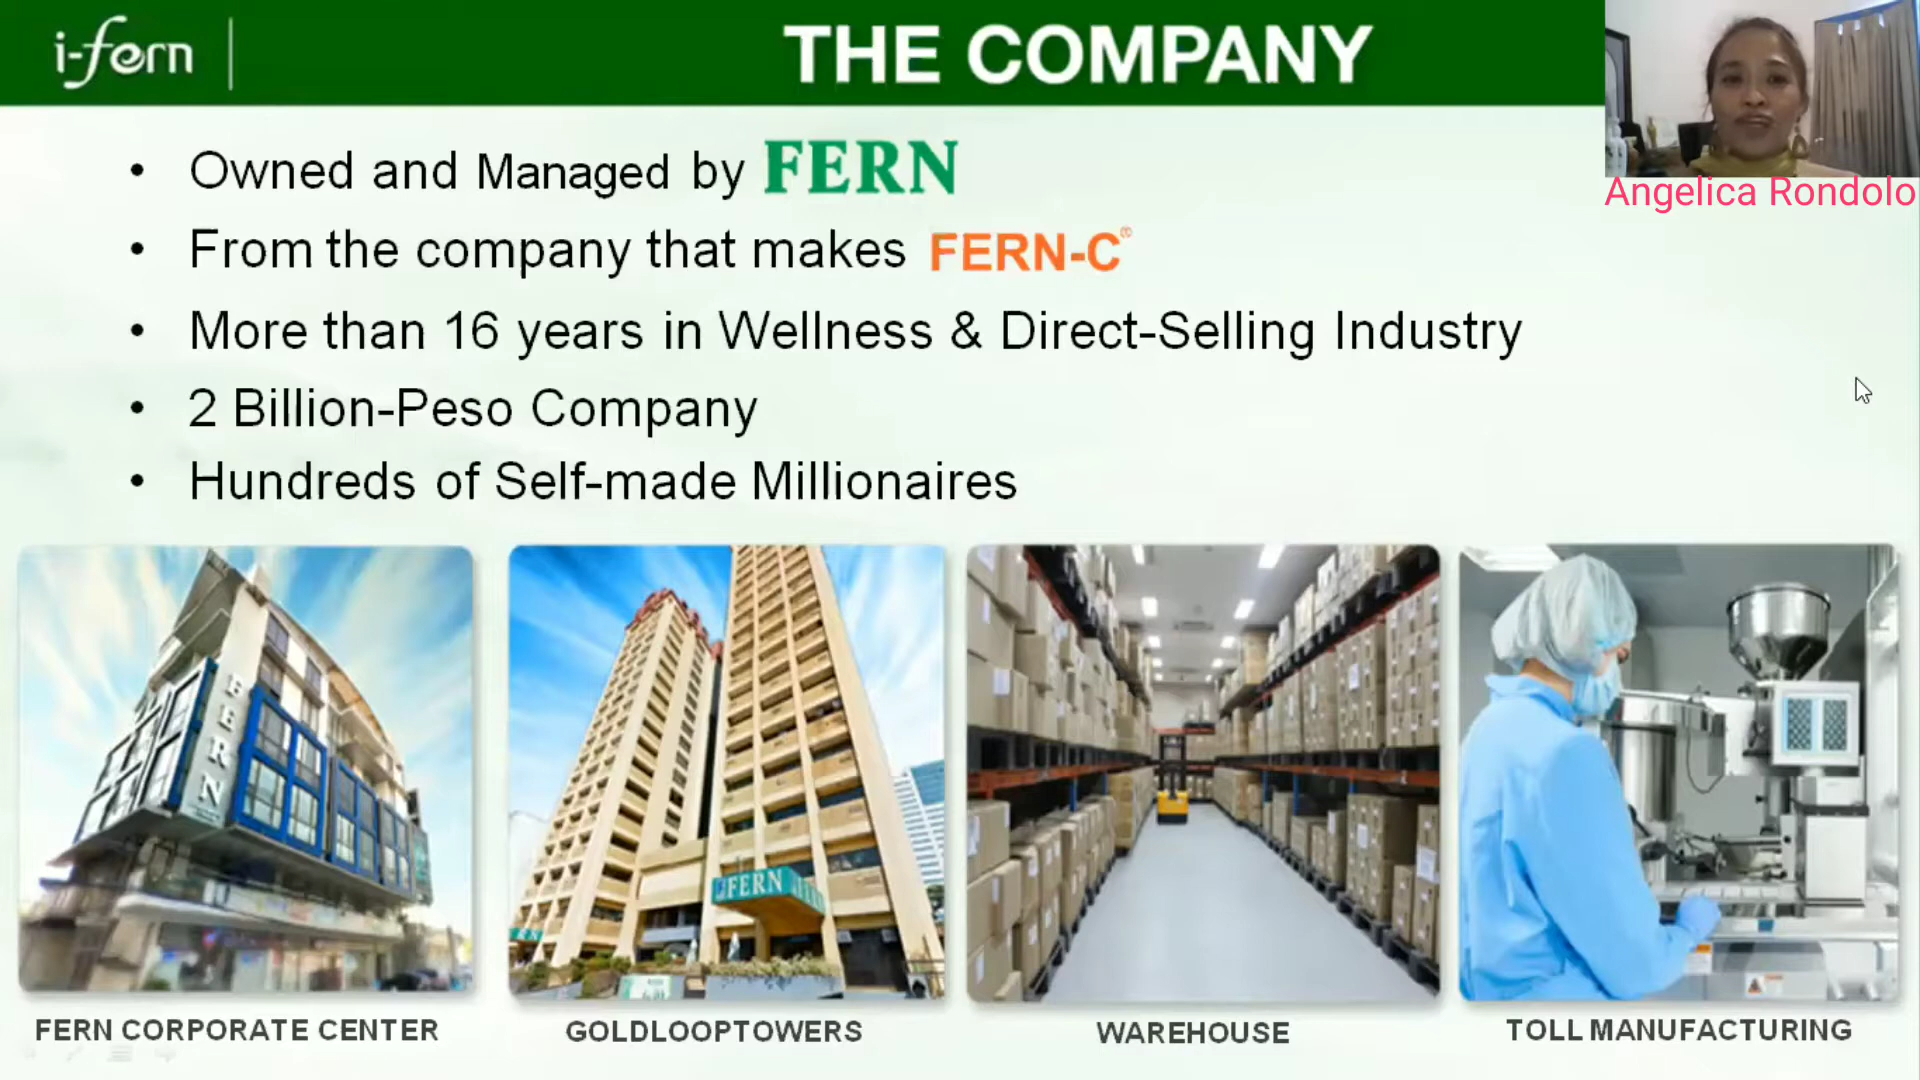 i-fern
THE COMPANY
Angelica Rondolo
• Owned and Managed by FERN
• From the company that makes FERN-C®
• More than 16 years in Wellness & Direct-Selling Industry
• 2 Billion-Peso Company
• Hundreds of Self-made Millionaires
FERN
FERN
FERN CORPORATE CENTER
GOLDLOOPTOWERS
WAREHOUSE
TOLL MANUFACTURING